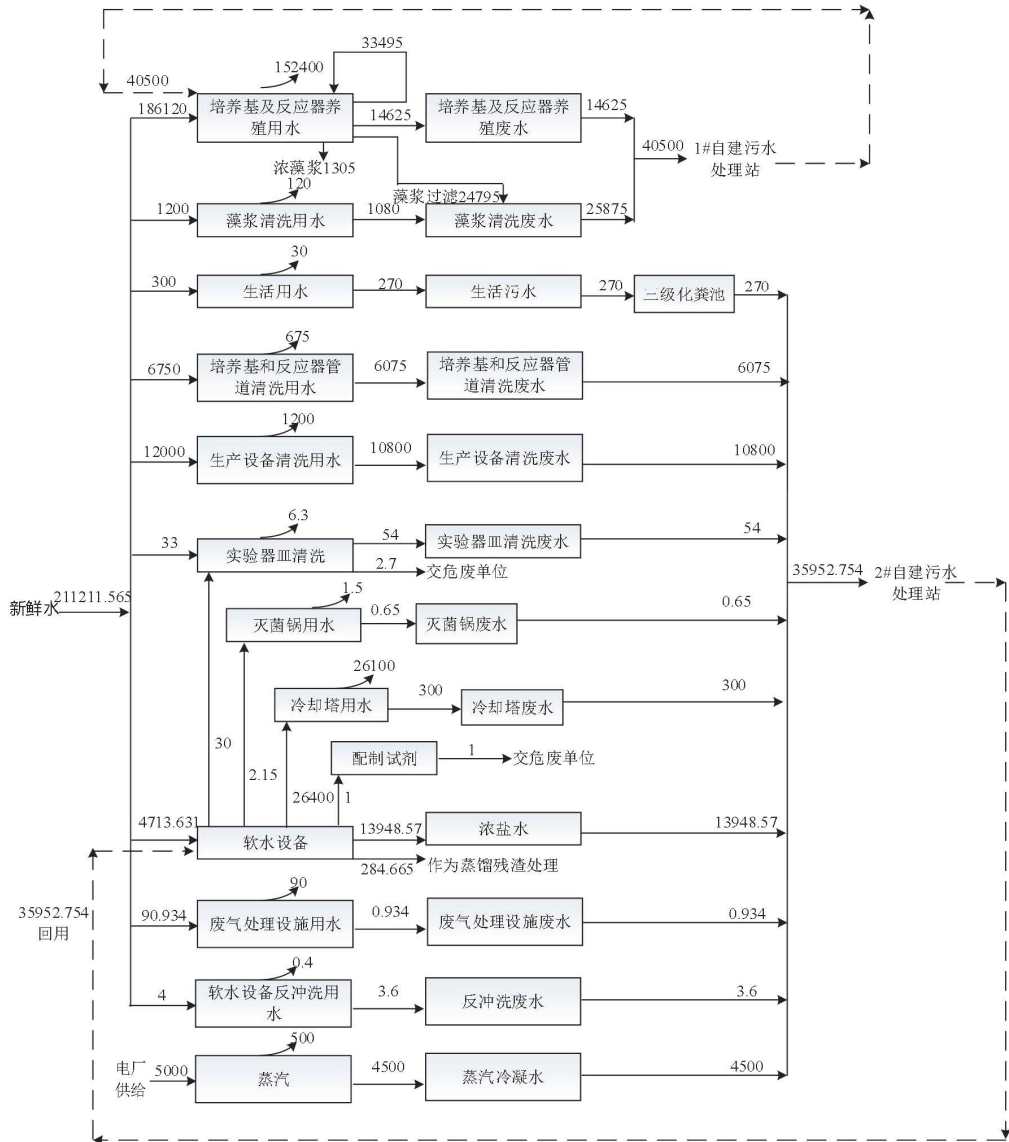 33495
152400
40500
186120
培养基及反应器养
殖用水
14625
培养基及反应器养
殖废水
14625
40500
1#自建污水
处理站
浓藻浆1305
藻浆过滤24795
120
1200
藻浆清洗用水
1080
藻浆清洗废水
25875
30
300
生活用水
270
生活污水
270
三级化粪池
270
675
6750
培养基和反应器管
道清洗用水
6075
培养基和反应器管
道清洗废水
6075
1200
12000
生产设备清洗用水
10800
生产设备清洗废水
10800
6.3
33
实验器皿清洗
54
实验器皿清洗废水
54
2.7
交危废单位
35952.754
2#自建污水
处理站
新鲜水
211211.565
1.5
灭菌锅用水
0.65
灭菌锅废水
0.65
26100
冷却塔用水
300
冷却塔废水
300
30
2.15
26400
1
配制试剂
1
交危废单位
4713.631
软水设备
13948.57
浓盐水
13948.57
284.665
作为蒸馏残渣处理
35952.754
回用
90
90.934
废气处理设施用水
0.934
废气处理设施废水
0.934
0.4
4
软水设备反冲洗用
水
3.6
反冲洗废水
3.6
500
电厂
供给
5000
蒸汽
4500
蒸汽冷凝水
4500